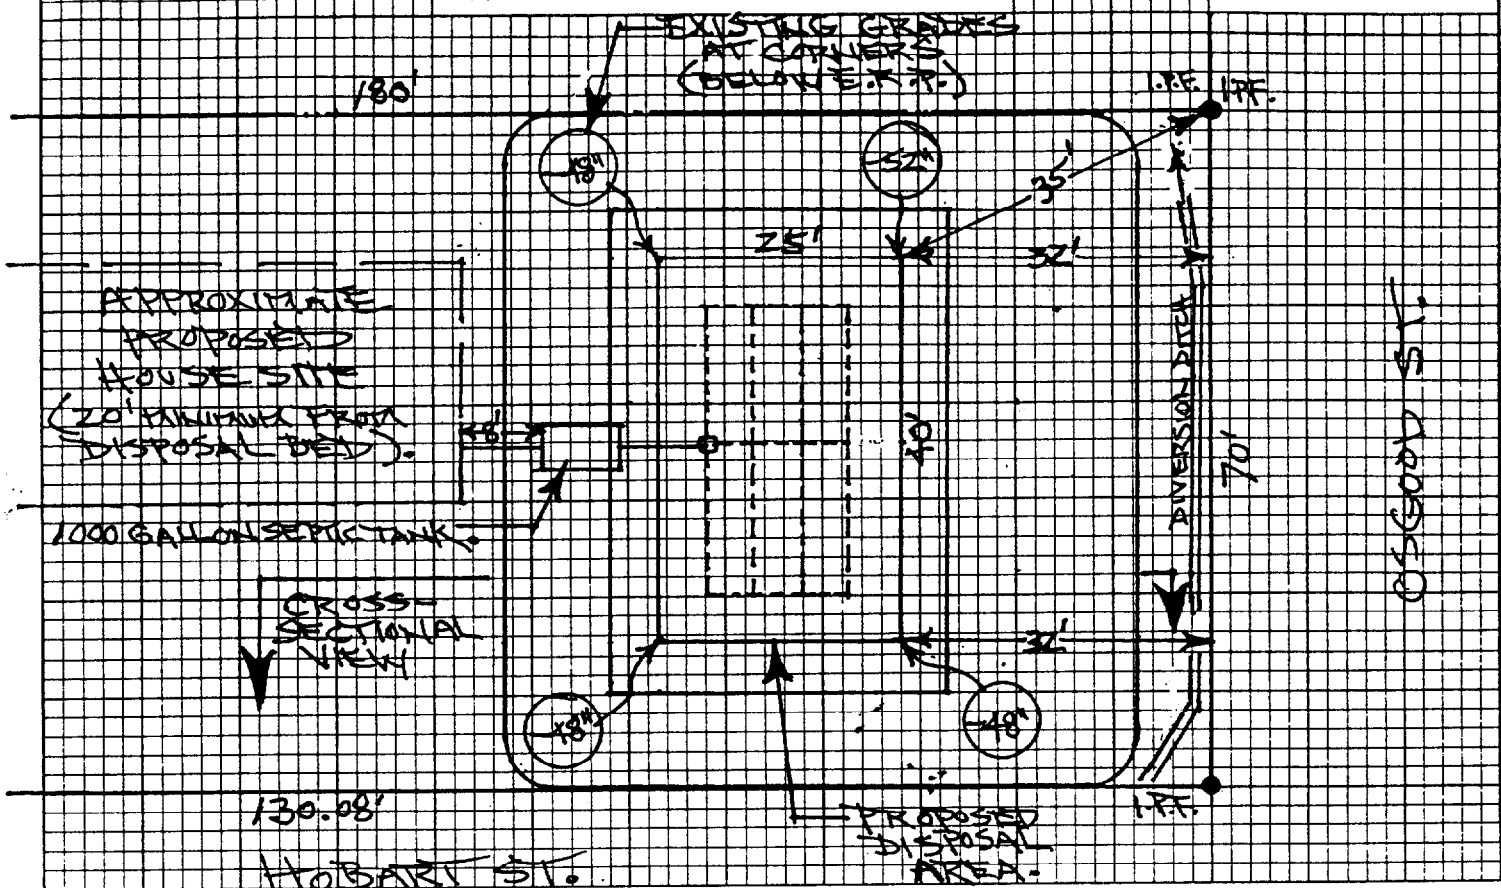 EXISTING GRADES
AT CORNERS
(BELOW E.R.P.)
180'
I.P.F.
I.P.F.
-48"
-52"
35'
25'
32'
APPROXIMATE
PROPOSED
HOUSE SITE
(20' MINIMUM FROM
DISPOSAL BED).
8'
40'
DIVERSION DITCH
70'
OSGOOD ST.
1000 GALLON SEPTIC TANK.
CROSS-
SECTIONAL
VIEW
32'
-48"
-48"
130.08'
I.P.F.
PROPOSED
DISPOSAL
AREA.
HOBART ST.